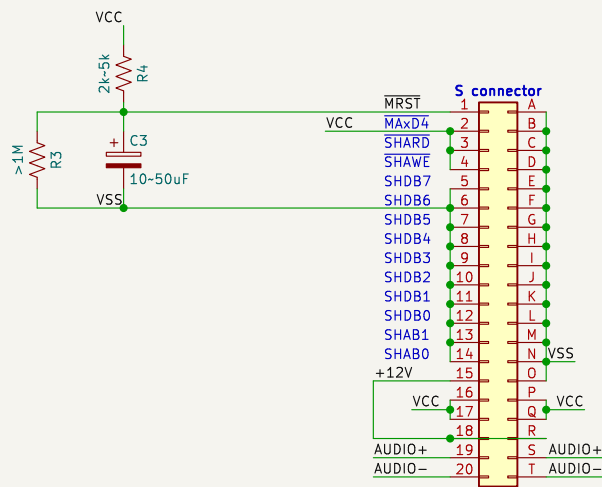 VCC
2k~5k
R4
S connector
MRST 1 A
VCC MAxD4 2 B
>1M R3 + C3 SHARD 3 C
SHAWE 4 D
10~50uF SHDB7 5 E
VSS SHDB6 6 F
SHDB5 7 G
SHDB4 8 H
SHDB3 9 I
SHDB2 10 J
SHDB1 11 K
SHDB0 12 L
SHAB1 13 M
SHAB0 14 N VSS
+12V 15 O
16 P
VCC 17 Q VCC
18 R
AUDIO+ 19 S AUDIO+
AUDIO- 20 T AUDIO-